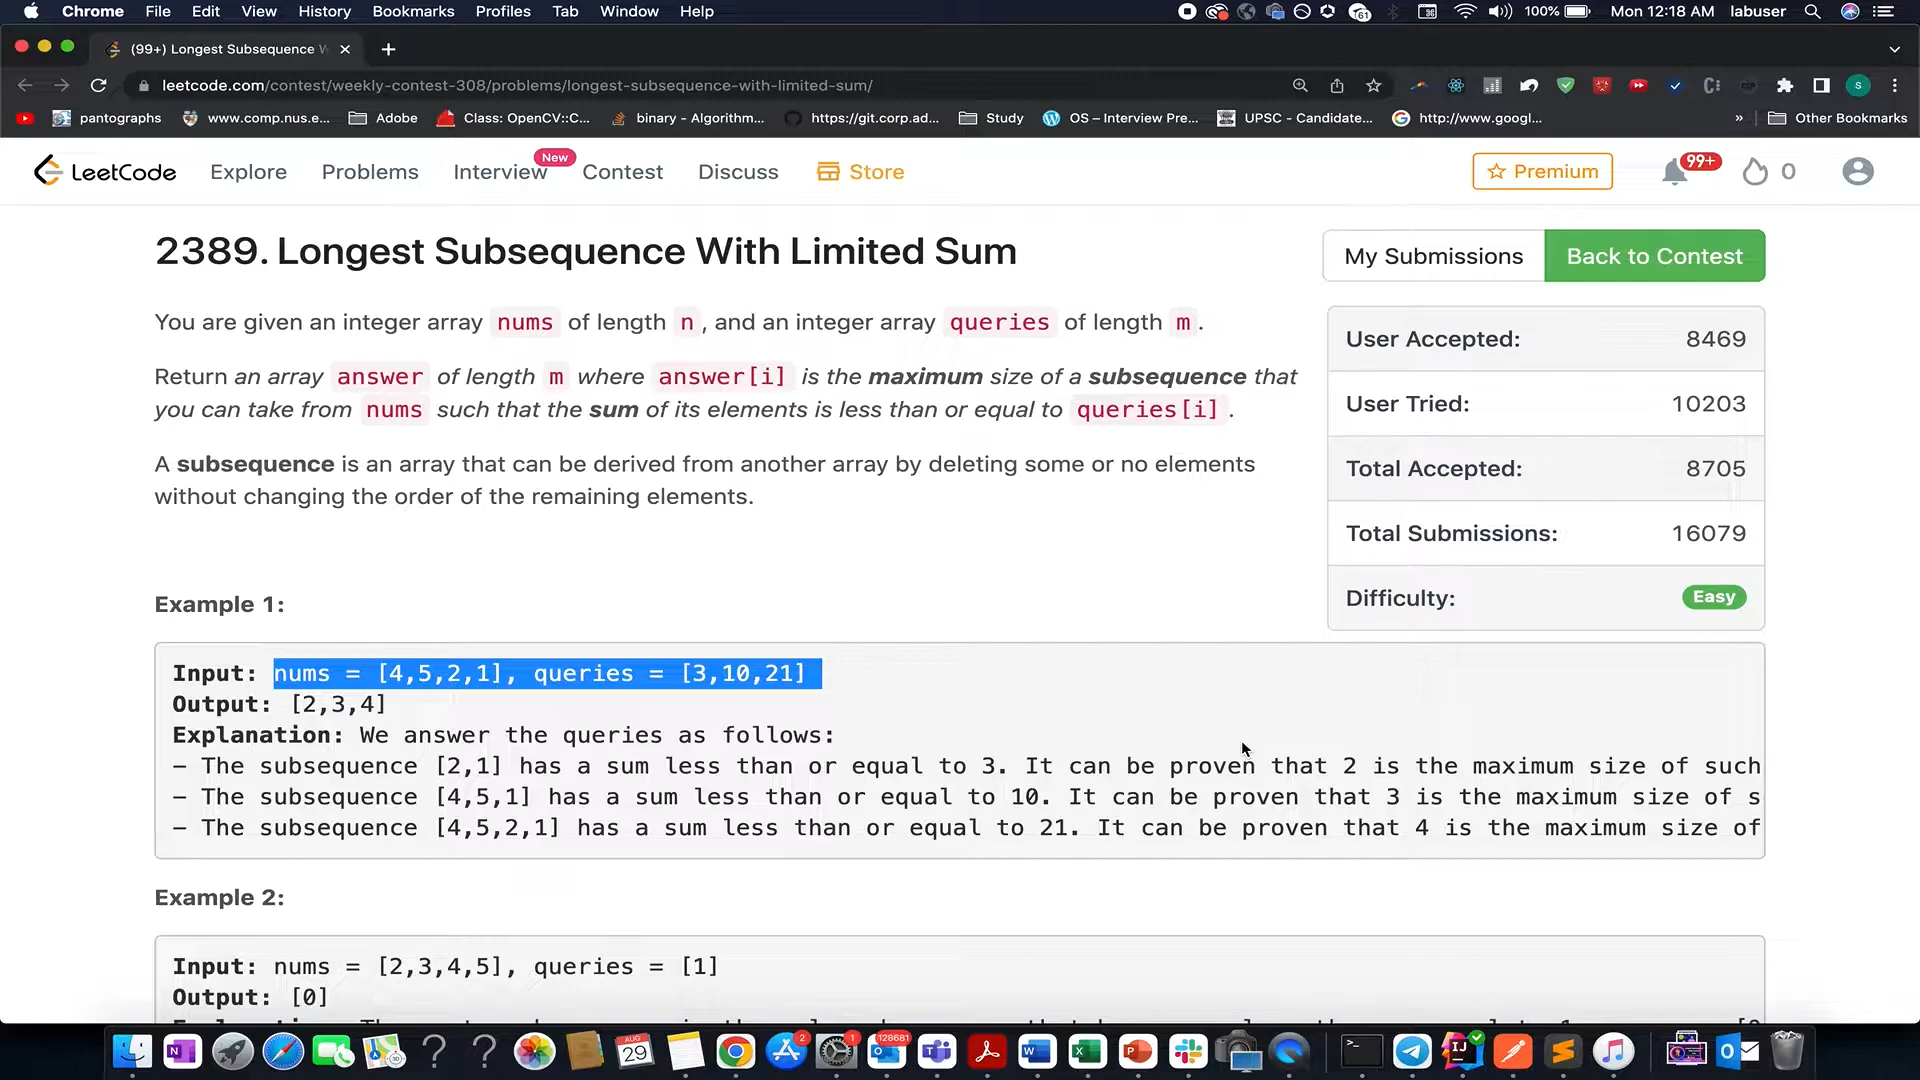 Chrome File Edit View History Bookmarks Profiles Tab Window Help 61 100% Mon 12:18 AM labuser
(99+) Longest Subsequence W
leetcode.com/contest/weekly-contest-308/problems/longest-subsequence-with-limited-sum/
pantographs www.comp.nus.e... Adobe Class: OpenCV::C... binary - Algorithm... https://git.corp.ad... Study OS – Interview Pre... UPSC - Candidate... http://www.googl... » Other Bookmarks
LeetCode Explore Problems Interview New Contest Discuss Store Premium 99+ 0
2389. Longest Subsequence With Limited Sum
My Submissions Back to Contest
You are given an integer array nums of length n , and an integer array queries of length m .
Return an array answer of length m where answer[i] is the maximum size of a subsequence that
you can take from nums such that the sum of its elements is less than or equal to queries[i] .
A subsequence is an array that can be derived from another array by deleting some or no elements
without changing the order of the remaining elements.
User Accepted: 8469
User Tried: 10203
Total Accepted: 8705
Total Submissions: 16079
Difficulty: Easy
Example 1:
Input: nums = [4,5,2,1], queries = [3,10,21]
Output: [2,3,4]
Explanation: We answer the queries as follows:
- The subsequence [2,1] has a sum less than or equal to 3. It can be proven that 2 is the maximum size of such
- The subsequence [4,5,1] has a sum less than or equal to 10. It can be proven that 3 is the maximum size of s
- The subsequence [4,5,2,1] has a sum less than or equal to 21. It can be proven that 4 is the maximum size of
Example 2:
Input: nums = [2,3,4,5], queries = [1]
Output: [0]
AUG 29 2 1 128681